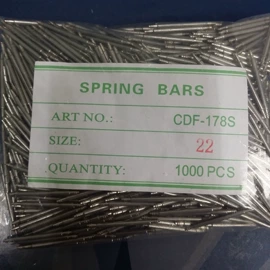 SPRING BARS
ART NO.: CDF-178S
SIZE: 22
QUANTITY: 1000 PCS